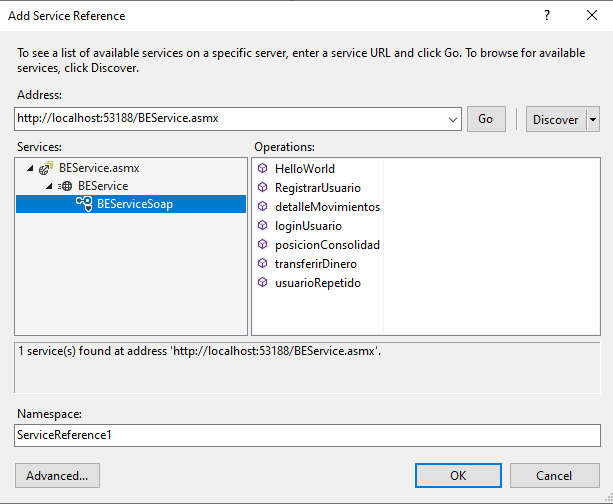 Add Service Reference
? ×
To see a list of available services on a specific server, enter a service URL and click Go. To browse for available
services, click Discover.
Address:
http://localhost:53188/BEService.asmx
Go
Discover
Services:
Operations:
BEService.asmx
BEService
BEServiceSoap
HelloWorld
RegistrarUsuario
detalleMovimientos
loginUsuario
posicionConsolidad
transferirDinero
usuarioRepetido
1 service(s) found at address 'http://localhost:53188/BEService.asmx'.
Namespace:
ServiceReference1
Advanced...
OK
Cancel